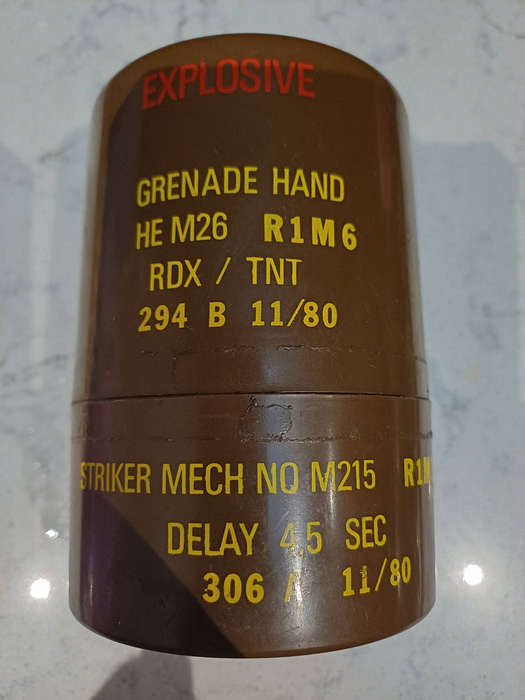 EXPLOSIVE
GRENADE HAND
HE M26 R1M6
RDX / TNT
294 B 11/80
STRIKER MECH NO M215
DELAY 4.5 SEC
306 A 11/80